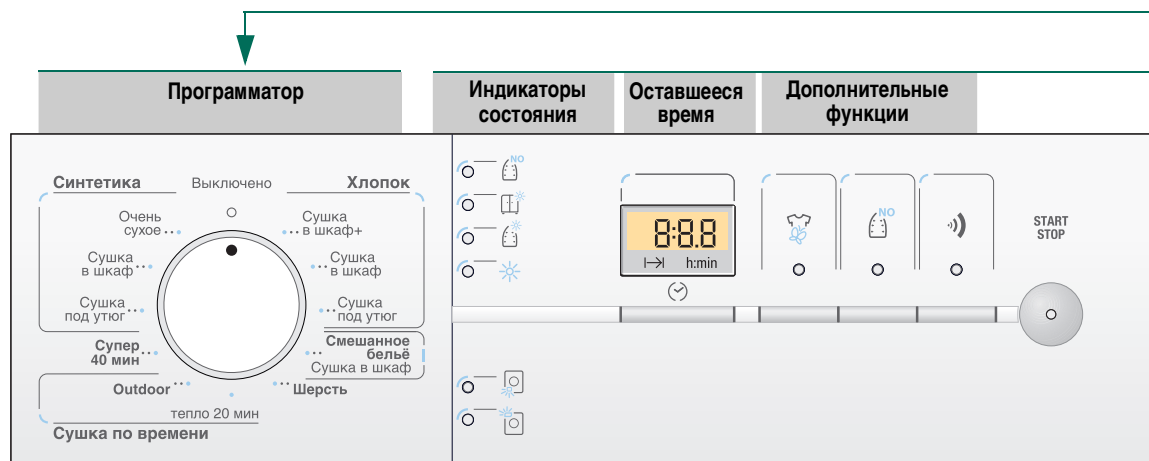 Программатор
Индикаторы
состояния
Оставшееся
время
Дополнительные
функции
Синтетика
Выключено
Хлопок
Очень
сухое
Сушка
в шкаф
Сушка
под утюг
Супер
40 мин
Outdoor
тепло 20 мин
Сушка по времени
Сушка
в шкаф+
Сушка
в шкаф
Сушка
под утюг
Смешанное
бельё
Сушка в шкаф
Шерсть
NO
8:8.8
h:min
NO
START
STOP